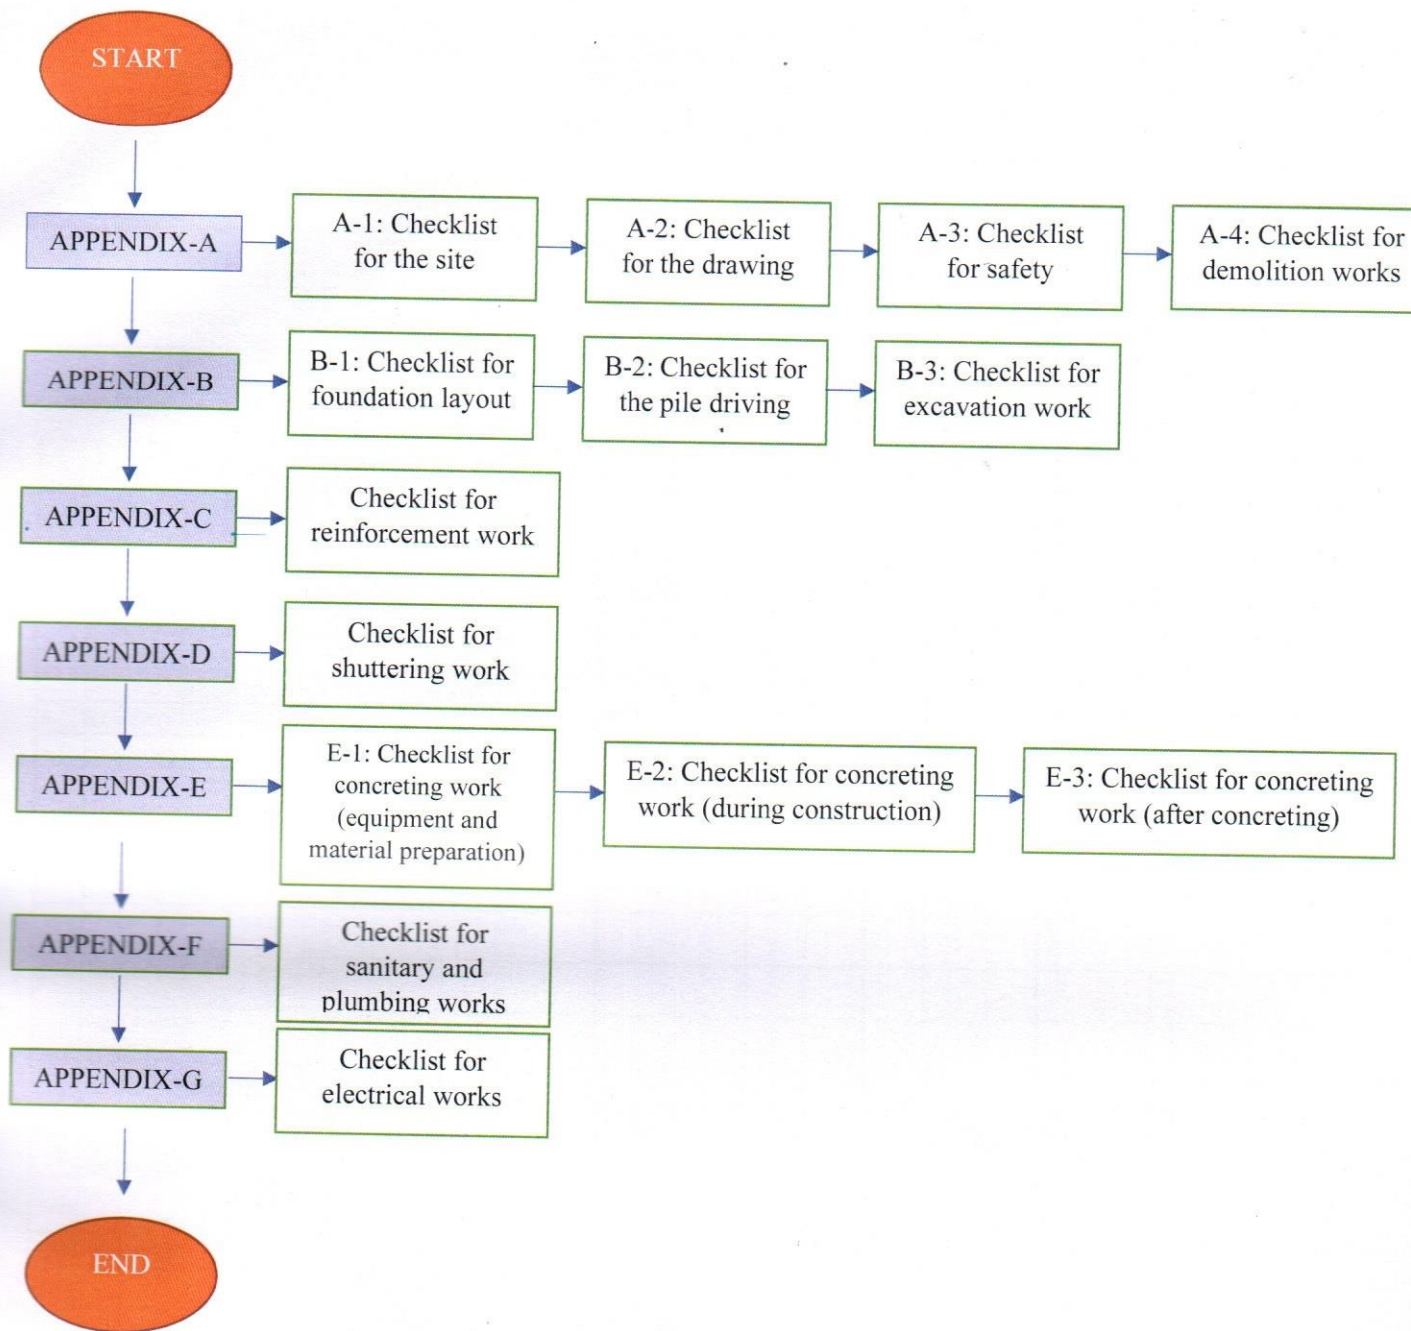 START
APPENDIX-A
A-1: Checklist
for the site
A-2: Checklist
for the drawing
A-3: Checklist
for safety
A-4: Checklist for
demolition works
APPENDIX-B
B-1: Checklist for
foundation layout
B-2: Checklist for
the pile driving
B-3: Checklist for
excavation work
APPENDIX-C
Checklist for
reinforcement work
APPENDIX-D
Checklist for
shuttering work
APPENDIX-E
E-1: Checklist for
concreting work
(equipment and
material preparation)
E-2: Checklist for concreting
work (during construction)
E-3: Checklist for concreting
work (after concreting)
APPENDIX-F
Checklist for
sanitary and
plumbing works
APPENDIX-G
Checklist for
electrical works
END